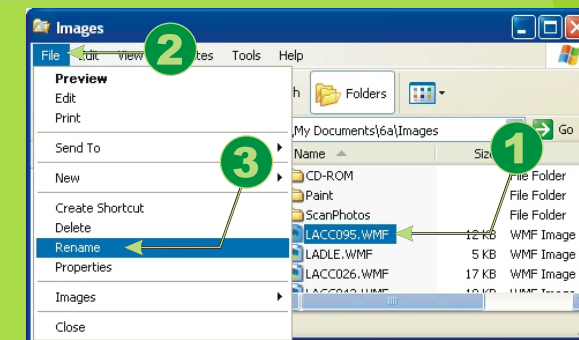 Images
File Edit View Tools Help
2
Preview
Edit
Print
Send To
New
Create Shortcut
Delete
Rename
Properties
Images
Close
3
Folders
My Documents\6a\Images
Go
1
Name
CD-ROM File Folder
Paint File Folder
ScanPhotos File Folder
LACC095.WMF 12 KB WMF Image
LADLE.WMF 5 KB WMF Image
LACC026.WMF 17 KB WMF Image